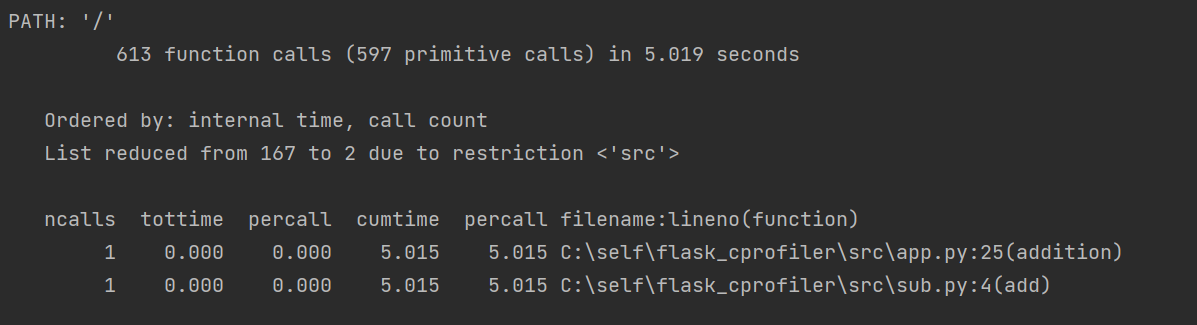 PATH: '/'
613 function calls (597 primitive calls) in 5.019 seconds
Ordered by: internal time, call count
List reduced from 167 to 2 due to restriction <'src'>
ncalls  tottime  percall  cumtime  percall filename:lineno(function)
1    0.000    0.000    5.015    5.015 C:\self\flask_cprofiler\src\app.py:25(addition)
1    0.000    0.000    5.015    5.015 C:\self\flask_cprofiler\src\sub.py:4(add)